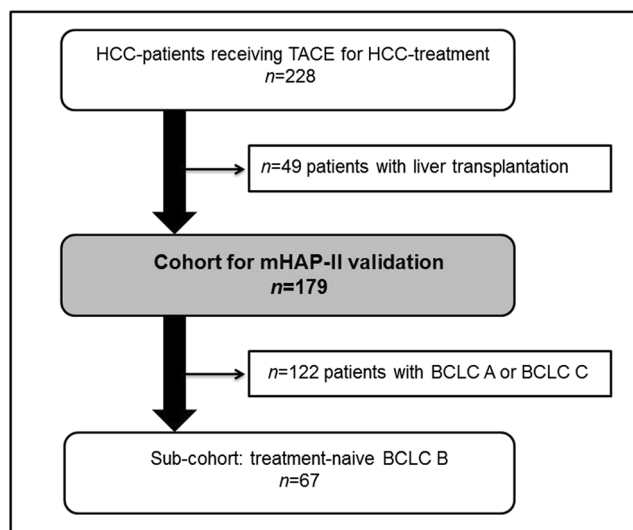 HCC-patients receiving TACE for HCC-treatment
n=228
n=49 patients with liver transplantation
Cohort for mHAP-II validation
n=179
n=122 patients with BCLC A or BCLC C
Sub-cohort: treatment-naive BCLC B
n=67